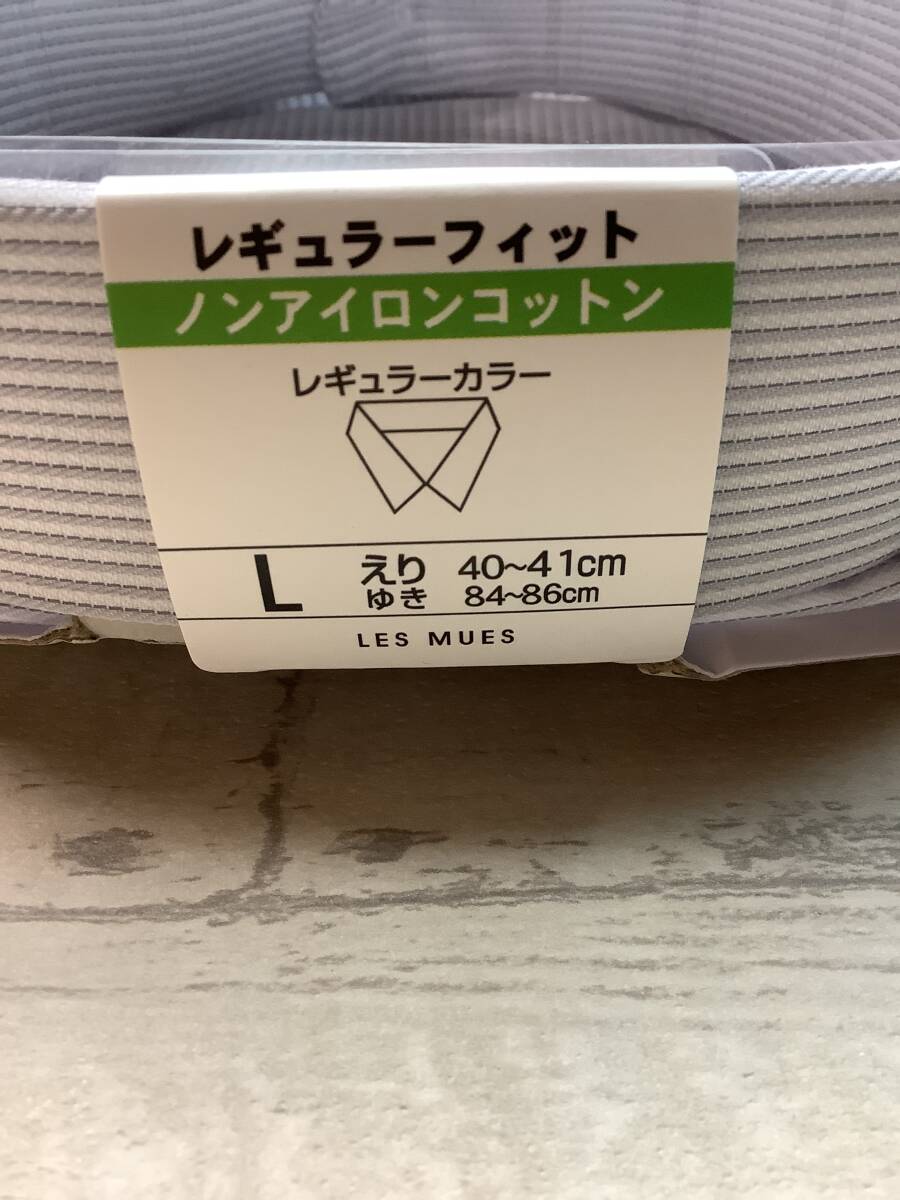 レギュラーフィット
ノンアイロンコットン
レギュラーカラー
L えり 40~41cm
ゆき 84~86cm
LES MUES